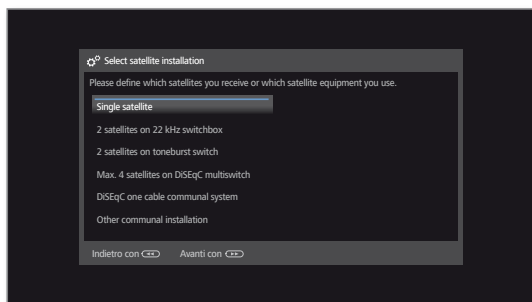 Select satellite installation
Please define which satellites you receive or which satellite equipment you use.
Single satellite
2 satellites on 22 kHz switchbox
2 satellites on toneburst switch
Max. 4 satellites on DiSEqC multiswitch
DiSEqC one cable communal system
Other communal installation
Indietro con Avanti con